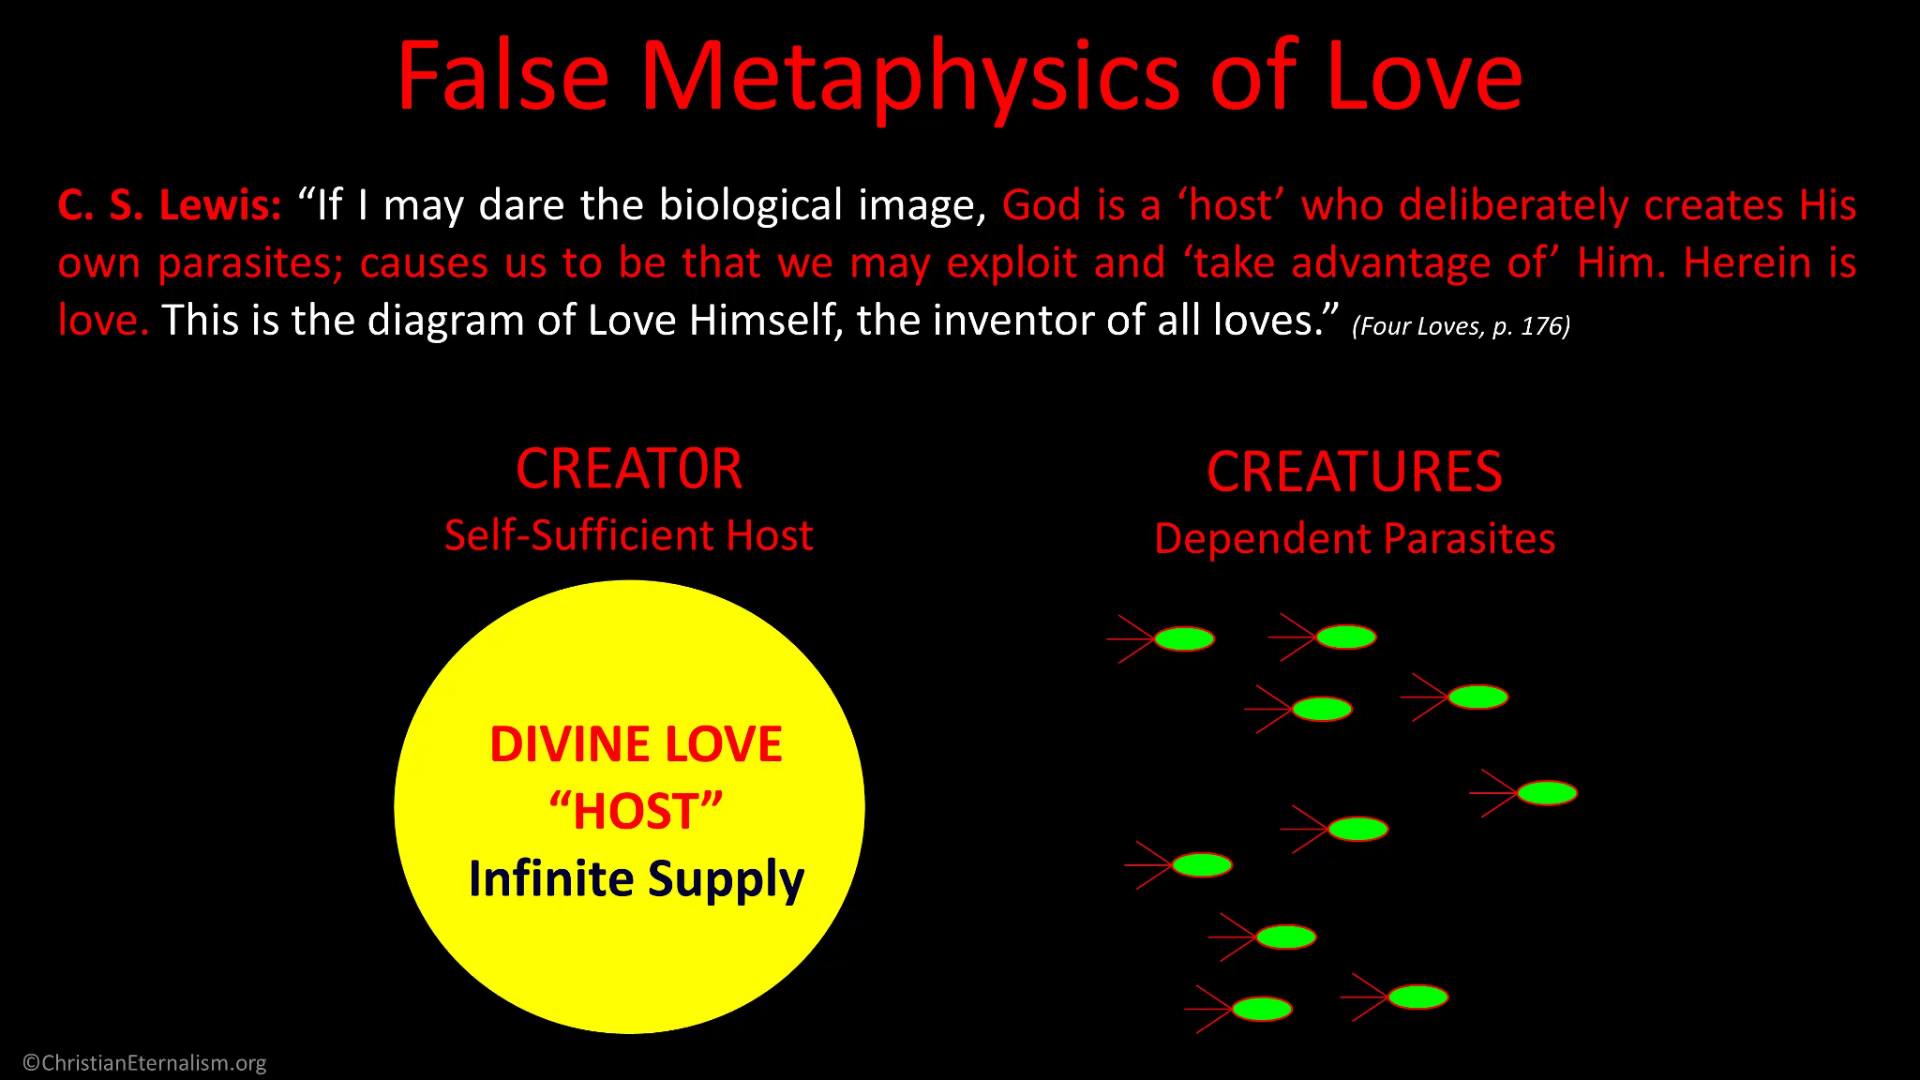 False Metaphysics of Love
C. S. Lewis: “If I may dare the biological image, God is a ‘host’ who deliberately creates His
own parasites; causes us to be that we may exploit and ‘take advantage of’ Him. Herein is
love. This is the diagram of Love Himself, the inventor of all loves.” (Four Loves, p. 176)
CREAT0R
Self-Sufficient Host
DIVINE LOVE
“HOST”
Infinite Supply
CREATURES
Dependent Parasites
©ChristianEternalism.org